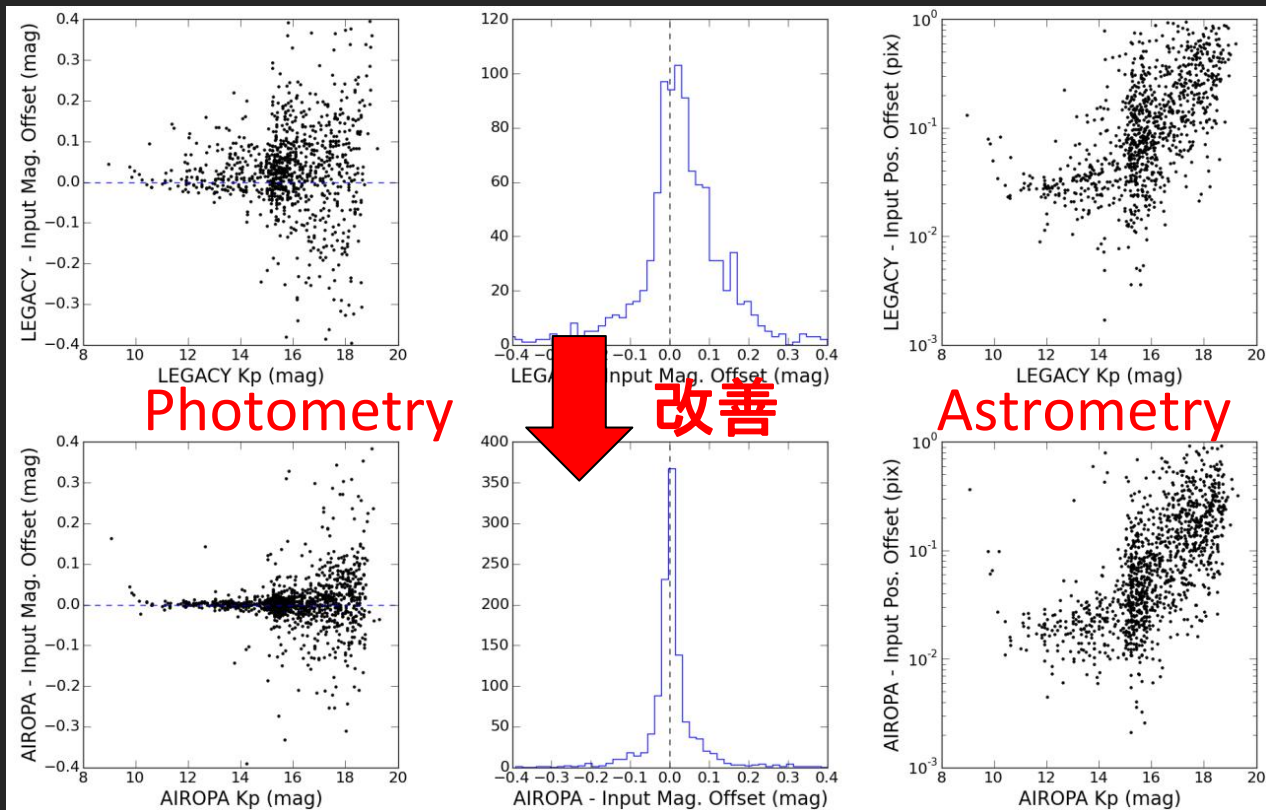 LEGACY - Input Mag. Offset (mag)
0.4
0.3
0.2
0.1
0.0
−0.1
−0.2
−0.3
−0.4
8 10 12 14 16 18 20
LEGACY Kp (mag)
120
100
80
60
40
20
0
−0.4 −0.3 −0.1 0.0 0.1 0.2 0.3 0.4
Input Mag. Offset (mag)
LEGACY - Input Pos. Offset (pix)
10^0
10^-1
10^-2
10^-3
8 10 12 14 16 18 20
LEGACY Kp (mag)
Photometry
改善
Astrometry
AIROPA - Input Mag. Offset (mag)
0.4
0.3
0.2
0.1
0.0
−0.1
−0.2
−0.3
−0.4
8 10 12 14 16 18 20
AIROPA Kp (mag)
400
350
300
250
200
150
100
50
0
−0.4 −0.3 −0.2 −0.1 0.0 0.1 0.2 0.3 0.4
AIROPA - Input Mag. Offset (mag)
AIROPA - Input Pos. Offset (pix)
10^0
10^-1
10^-2
10^-3
8 10 12 14 16 18 20
AIROPA Kp (mag)